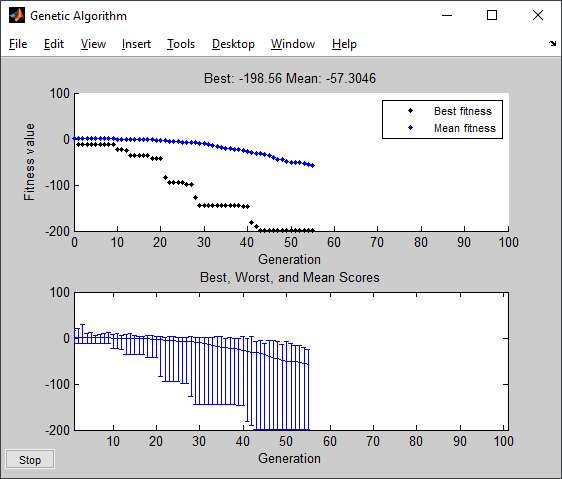 Genetic Algorithm
File Edit View Insert Tools Desktop Window Help
Best: -198.56 Mean: -57.3046
Fitness value
100
0
-100
-200
Best fitness
Mean fitness
0 10 20 30 40 50 60 70 80 90 100
Generation
Best, Worst, and Mean Scores
100
0
-100
-200
10 20 30 40 50 60 70 80 90 100
Generation
Stop